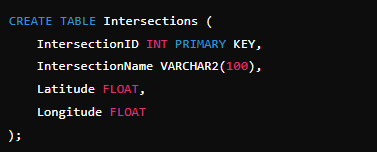 CREATE TABLE Intersections (
    IntersectionID INT PRIMARY KEY,
    IntersectionName VARCHAR2(100),
    Latitude FLOAT,
    Longitude FLOAT
);